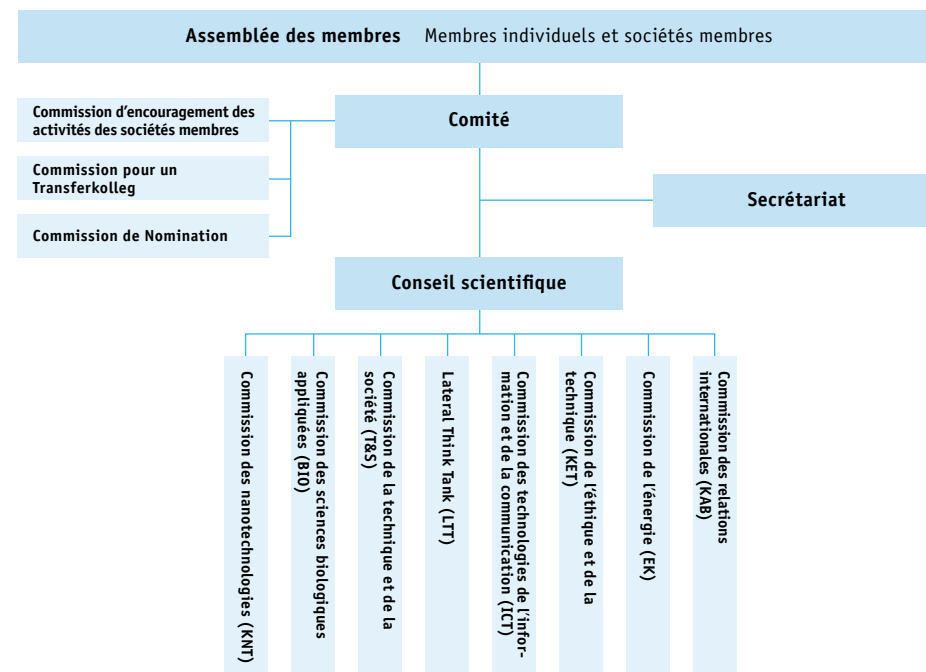 Assemblée des membres Membres individuels et sociétés membres
Commission d'encouragement des
activités des sociétés membres
Comité
Commission pour un
Transferkolleg
Secrétariat
Commission de Nomination
Conseil scientifique
Commission des nanotechnologies (KNT)
Commission des sciences biologiques
appliquées (BIO)
Commission de la technique et de la
société (T&S)
Lateral Think Tank (LTT)
Commission des technologies de l'infor-
mation et de la communication (ICT)
Commission de l'éthique et de la
technique (KET)
Commission de l'énergie (EK)
Commission des relations
internationales (KAB)